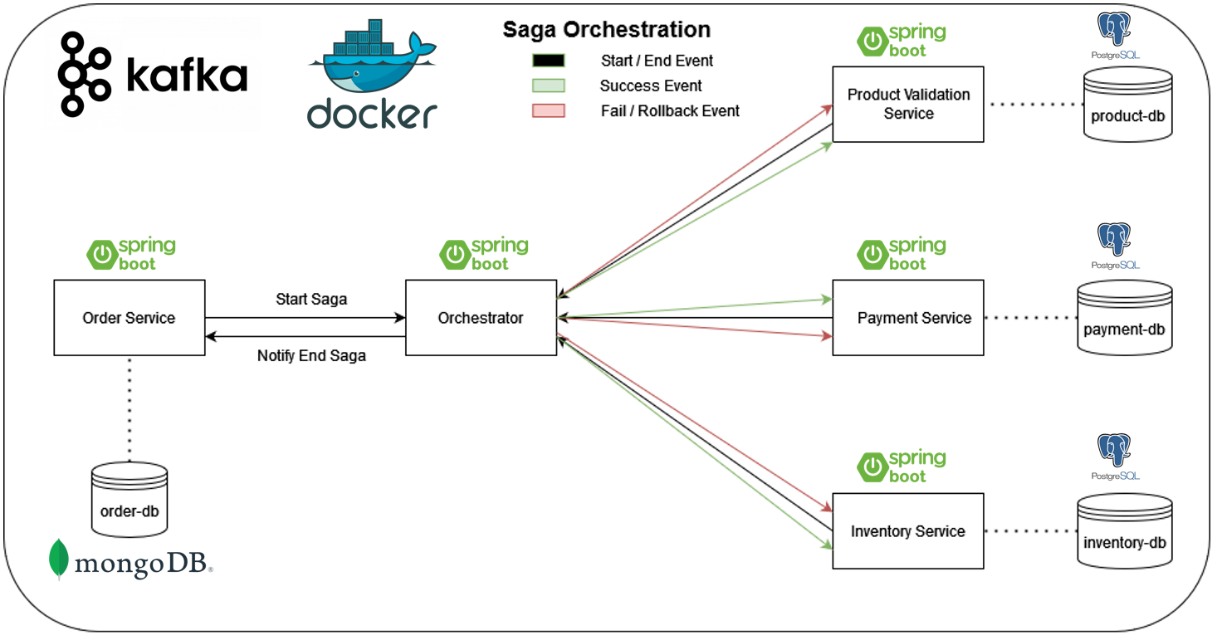 kafka
docker
Saga Orchestration
Start / End Event
Success Event
Fail / Rollback Event
spring
boot
Product Validation
Service
PostgreSQL
product-db
spring
boot
Order Service
Start Saga
Notify End Saga
spring
boot
Orchestrator
spring
boot
Payment Service
PostgreSQL
payment-db
order-db
mongoDB®
spring
boot
Inventory Service
PostgreSQL
inventory-db